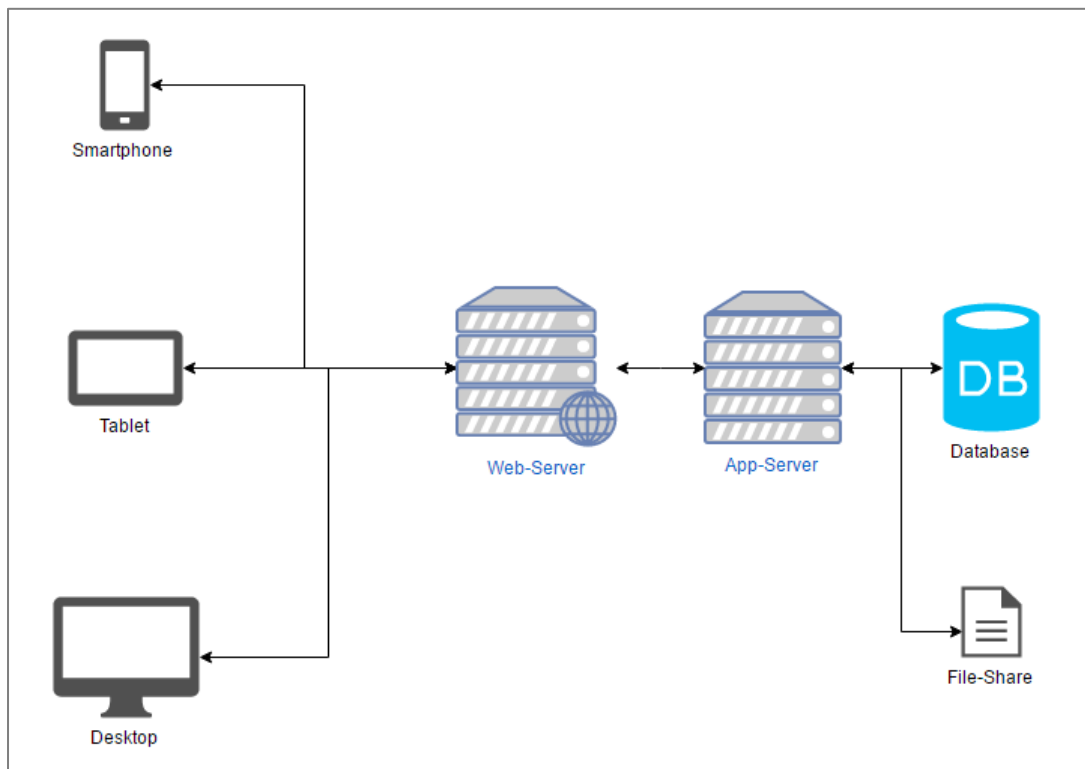 Smartphone
Tablet
Desktop
Web-Server
App-Server
DB
Database
File-Share